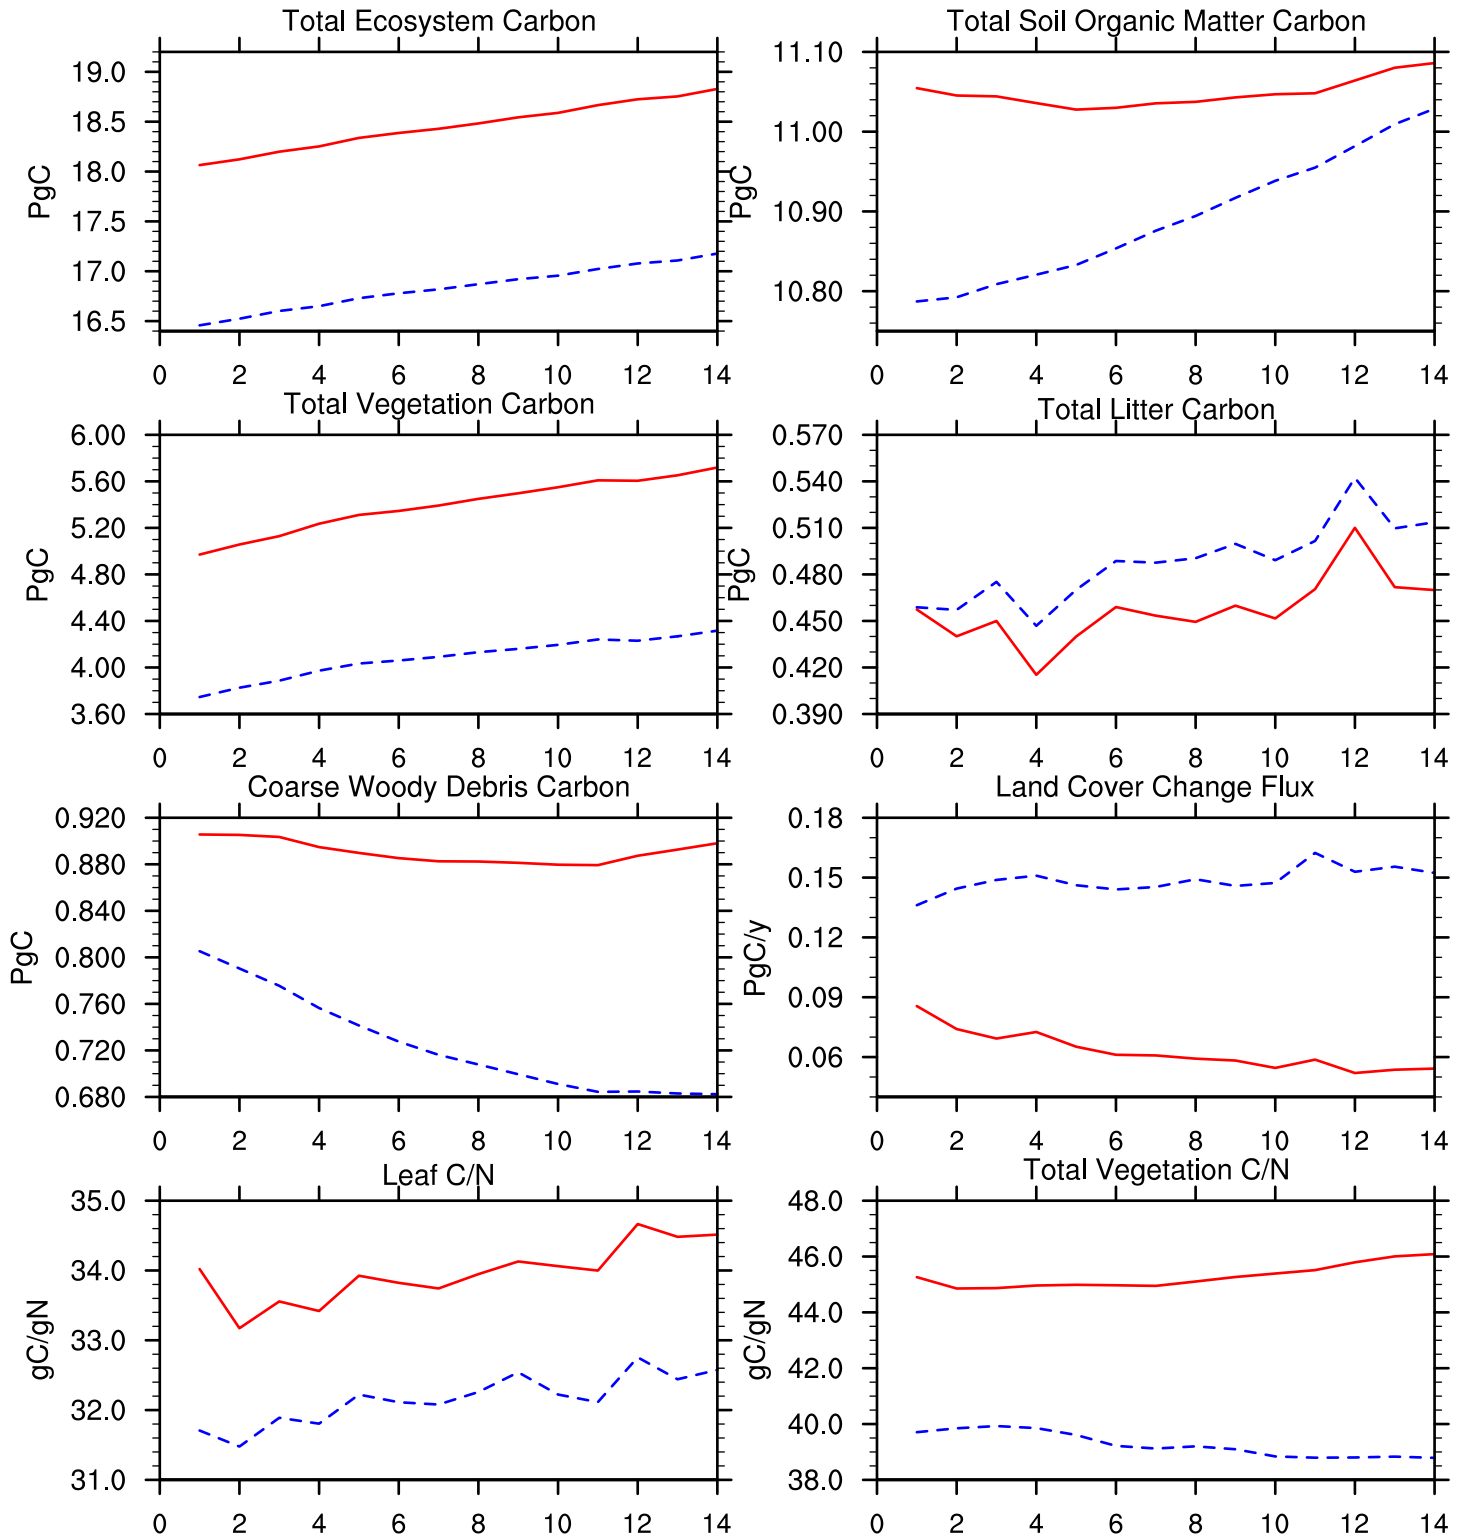 Total Ecosystem Carbon
PgC
19.0
18.5
18.0
17.5
17.0
16.5
0 2 4 6 8 10 12 14
Total Soil Organic Matter Carbon
PgC
11.10
11.00
10.90
10.80
0 2 4 6 8 10 12 14
Total Vegetation Carbon
PgC
6.00
5.60
5.20
4.80
4.40
4.00
3.60
0 2 4 6 8 10 12 14
Total Litter Carbon
PgC
0.570
0.540
0.510
0.480
0.450
0.420
0.390
0 2 4 6 8 10 12 14
Coarse Woody Debris Carbon
PgC
0.920
0.880
0.840
0.800
0.760
0.720
0.680
0 2 4 6 8 10 12 14
Land Cover Change Flux
PgC/y
0.18
0.15
0.12
0.09
0.06
0 2 4 6 8 10 12 14
Leaf C/N
gC/gN
35.0
34.0
33.0
32.0
31.0
0 2 4 6 8 10 12 14
Total Vegetation C/N
gC/gN
48.0
46.0
44.0
42.0
40.0
38.0
0 2 4 6 8 10 12 14